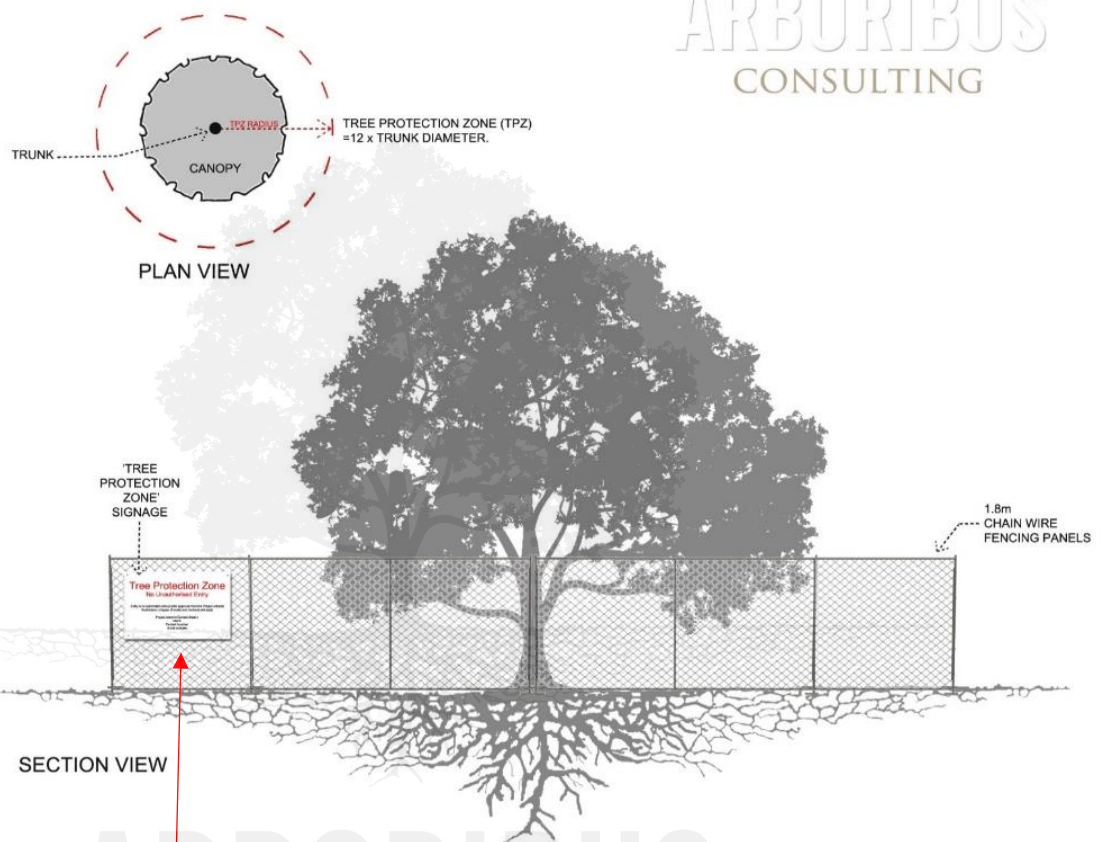 ARBORIBUS
CONSULTING
TPZ RADIUS
TREE PROTECTION ZONE (TPZ)
=12 x TRUNK DIAMETER.
TRUNK
CANOPY
PLAN VIEW
'TREE
PROTECTION
ZONE'
SIGNAGE
1.8m
CHAIN WIRE
FENCING PANELS
Tree Protection Zone
No Unauthorised Entry
SECTION VIEW
ARBORIBUS